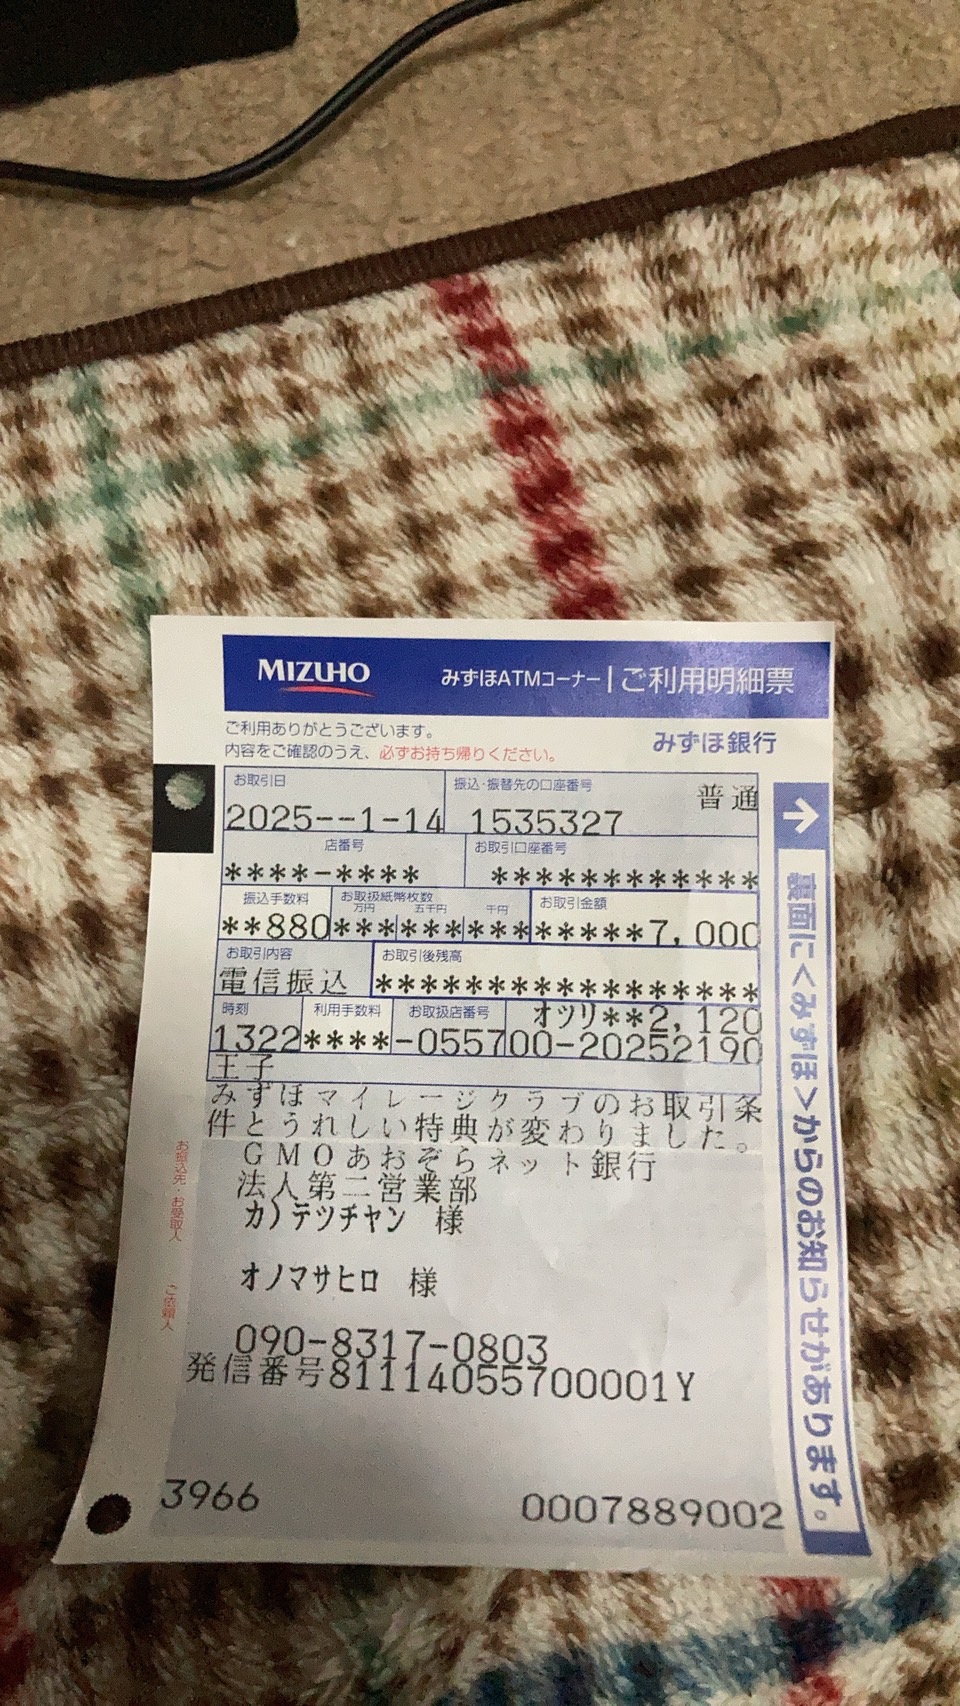 MIZUHO
みずほATMコーナー ご利用明細票
ご利用ありがとうございます。
内容をご確認のうえ、必ずお持ち帰りください。
みずほ銀行
お取引日 振込・振替先の口座番号 普通
2025--1-14 1535327
店番号 お取引口座番号
****-**** ************
振込手数料 お取扱紙幣枚数 万円 五千円 千円 お取引金額
**880 *** *** *** *****7,000
お取引内容 お取引後残高
電信振込 *****************
オツリ**2,120
時刻 利用手数料 お取扱店番号
1322 **** -0557 00-20252190
王子
みずほマイレージクラブのお取引条
件とうれしい特典が変わりました。
GMOあおぞらネット銀行
法人第二営業部
お振込先・お受取人
カ)テツチヤン 様
ご依頼人
オノマサヒロ 様
090-8317-0803
発信番号81114055700001Y
3966 0007889002
裏面に<みずほ>からのお知らせがあります。